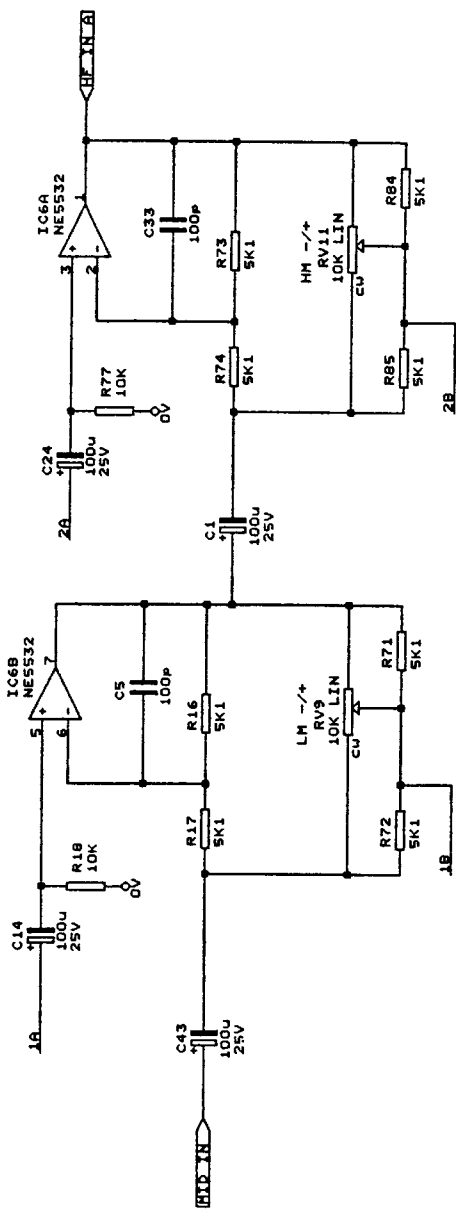 MID IN
C43
+
100u
25V
1A
C14
+
100u
25V
R18
10K
0V
IC6B
NE5532
5
+
6
-
7
C5
100p
R17
5K1
R16
5K1
LM -/+
RV9
10K LIN
CW
R72
5K1
R71
5K1
1B
C1
+
100u
25V
2A
C24
+
100u
25V
R77
10K
0V
IC6A
NE5532
3
+
2
-
1
C33
100p
R74
5K1
R73
5K1
HM -/+
RV11
10K LIN
CW
R85
5K1
R84
5K1
2B
HF IN A